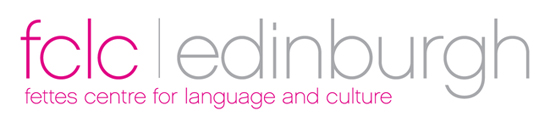 fclc | edinburgh
fettes centre for language and culture